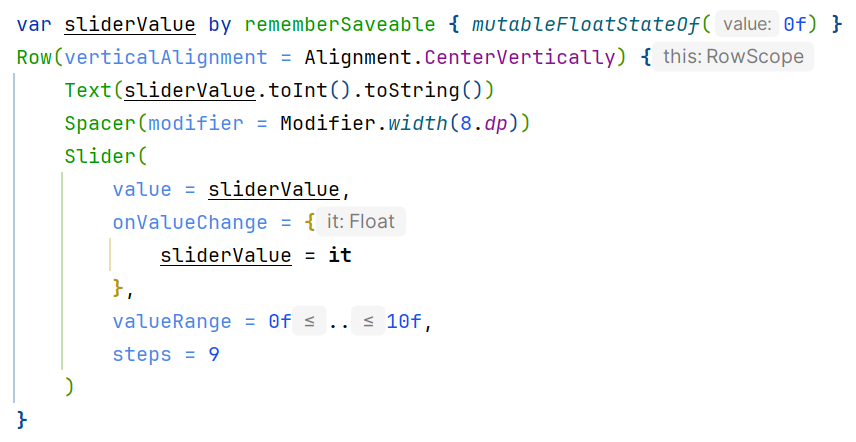 var sliderValue by rememberSaveable { mutableFloatStateOf( value: 0f) }
Row(verticalAlignment = Alignment.CenterVertically) { this: RowScope
    Text(sliderValue.toInt().toString())
    Spacer(modifier = Modifier.width(8.dp))
    Slider(
        value = sliderValue,
        onValueChange = { it: Float
            sliderValue = it
        },
        valueRange = 0f ≤ .. ≤ 10f,
        steps = 9
    )
}